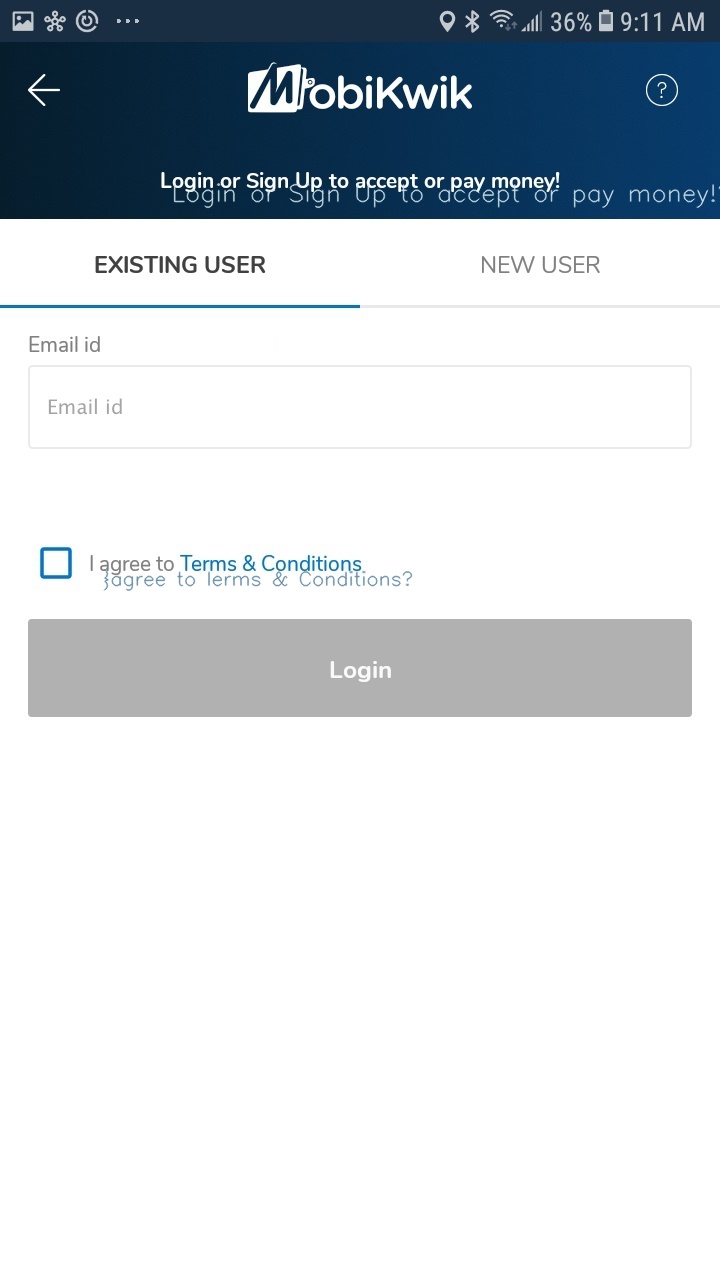 36% 9:11 AM
MobiKwik
?
Login or Sign Up to accept or pay money!
Login or Sign Up to accept or pay money!
EXISTING USER
NEW USER
Email id
Email id
I agree to Terms & Conditions
}agree to Terms & Conditions?
Login